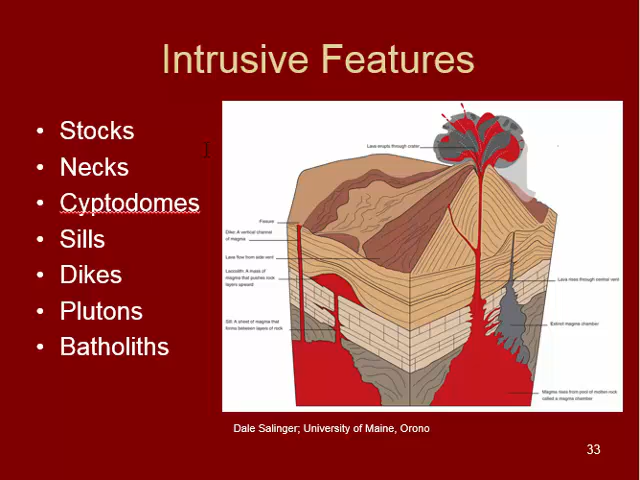 Intrusive Features
• Stocks
• Necks
• Cyptodomes
• Sills
• Dikes
• Plutons
• Batholiths
Lava erupts through crater
Fissure
Dike: A vertical channel
of magma
Lava flow from side vent
Laccolith: A mass of
magma that pushes rock
layers upward
Sill: A sheet of magma that
forms between layers of rock
Lava rises through central vent
Extinct magma chamber
Magma rises from pool of molten rock
called a magma chamber
Dale Salinger; University of Maine, Orono
33